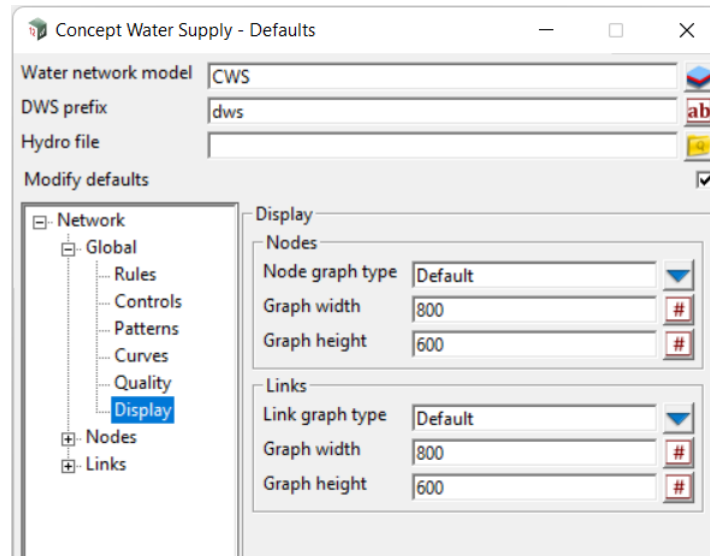 Concept Water Supply - Defaults
Water network model CWS
DWS prefix dws ab
Hydro file
Modify defaults
Network
Global
Rules
Controls
Patterns
Curves
Quality
Display
Nodes
Links
Display
Nodes
Node graph type Default
Graph width 800 #
Graph height 600 #
Links
Link graph type Default
Graph width 800 #
Graph height 600 #